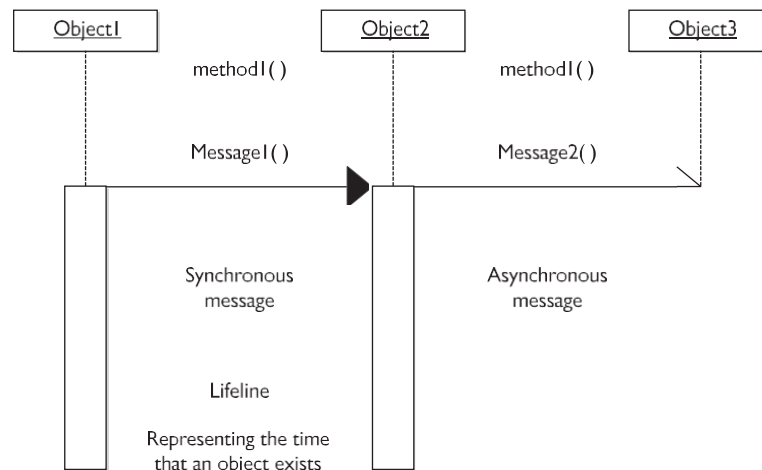 Object1 Object2 Object3
method1( ) method1( )
Message1( ) Message2( )
Synchronous
message
Asynchronous
message
Lifeline
Representing the time
that an object exists